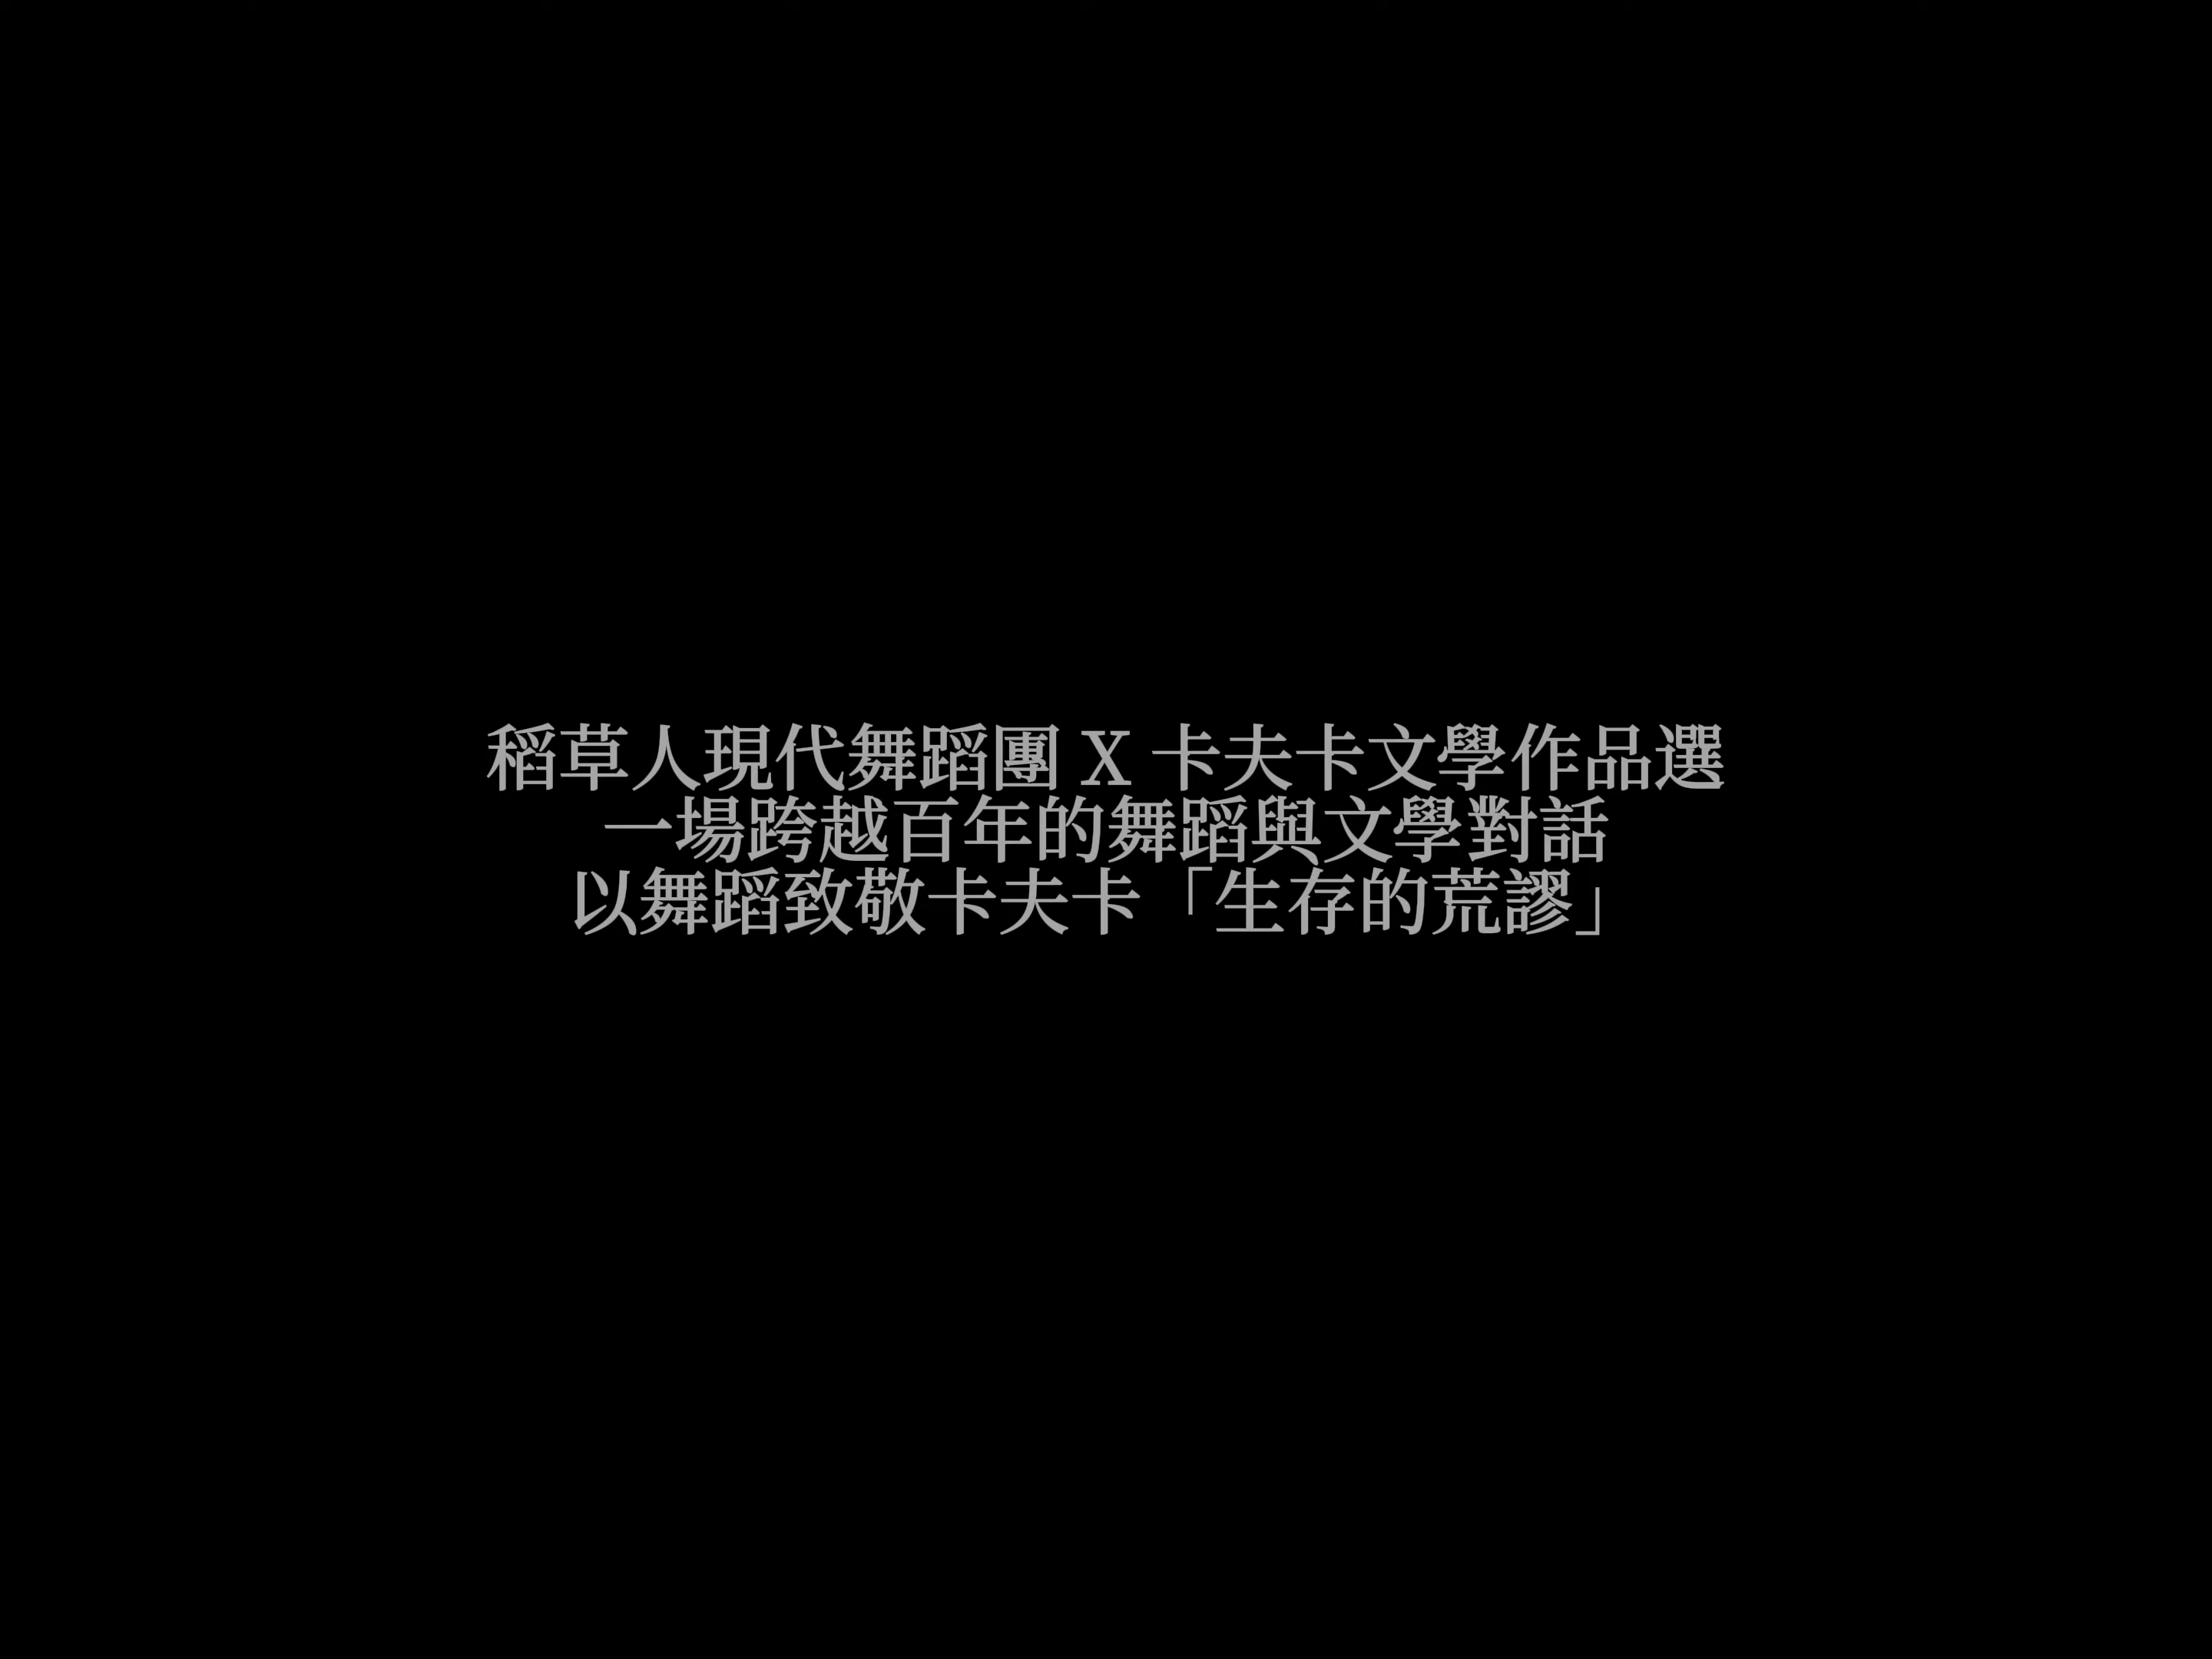 稻草人現代舞蹈團 X 卡夫卡文學作品選
一場跨越百年的舞蹈與文學對話
以舞蹈致敬卡夫卡「生存的荒謬」